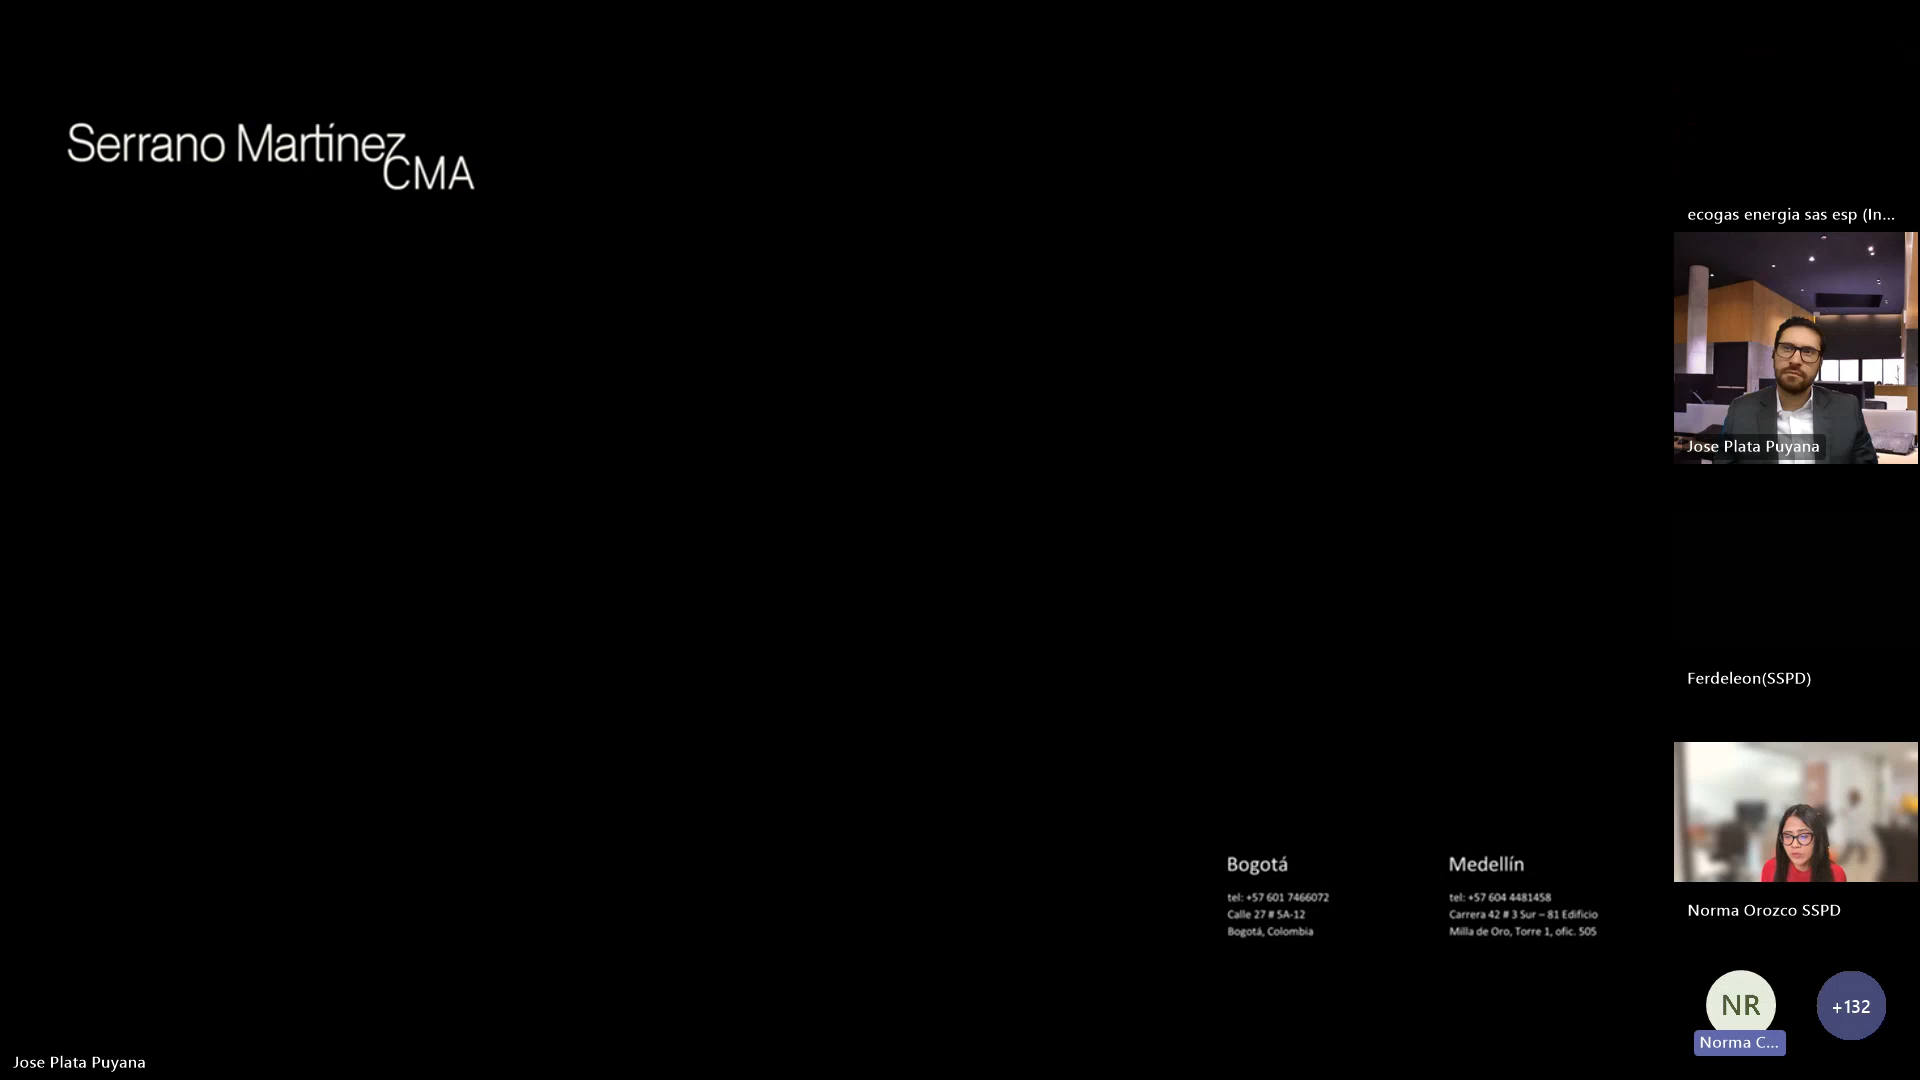 Serrano Martínez
CMA
Bogotá
tel: +57 601 7466072
Calle 27 # 5A-12
Bogotá, Colombia
Medellín
tel: +57 604 4481458
Carrera 42 # 3 Sur – 81 Edificio
Milla de Oro, Torre 1, ofic. 505
ecogas energia sas esp (In...
Jose Plata Puyana
Ferdeleon(SSPD)
Norma Orozco SSPD
NR
Norma C...
+132
Jose Plata Puyana